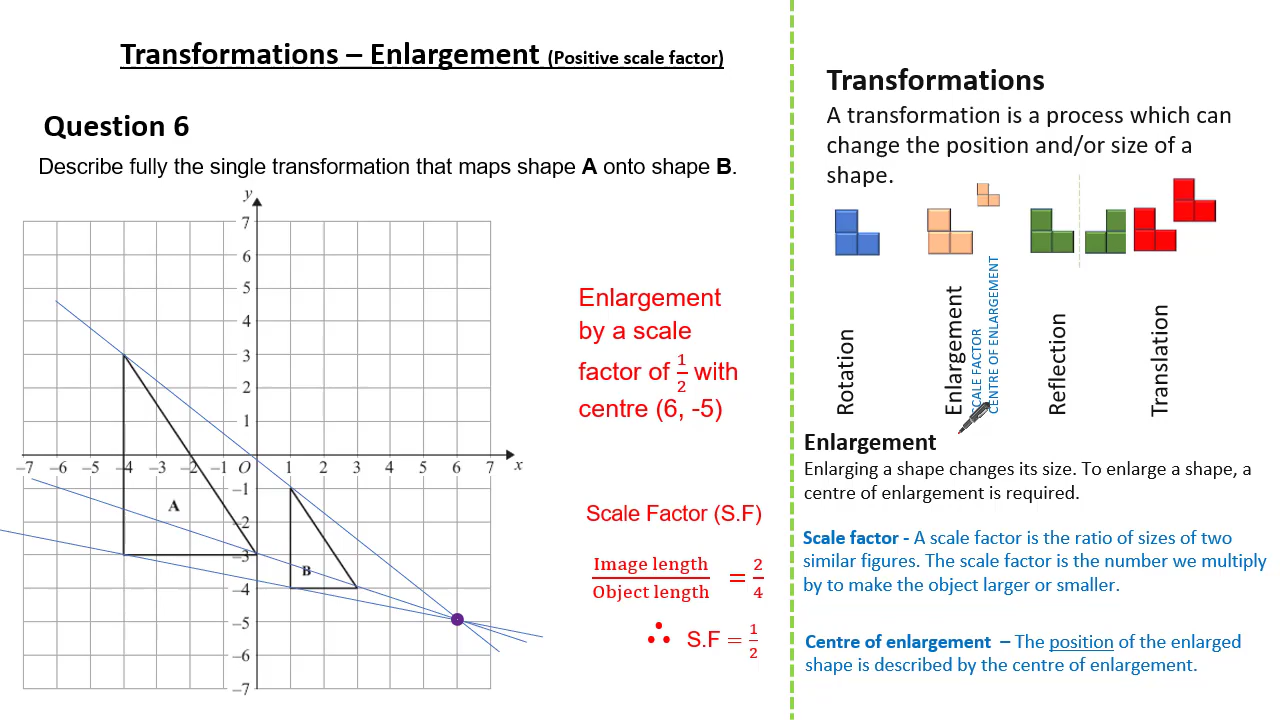 Transformations – Enlargement (Positive scale factor)
Question 6
Describe fully the single transformation that maps shape A onto shape B.
y
7
6
5
4
3
2
1
-7 -6 -5 -4 -3 -2 -1 O 1 2 3 4 5 6 7 x
-1
-2
-3
-4
-5
-6
-7
A
B
Enlargement
by a scale
factor of 1/2 with
centre (6, -5)
Scale Factor (S.F)
Image length / Object length = 2/4
∴ S.F = 1/2
Transformations
A transformation is a process which can
change the position and/or size of a
shape.
Rotation
Enlargement
SCALE FACTOR
CENTRE OF ENLARGEMENT
Reflection
Translation
Enlargement
Enlarging a shape changes its size. To enlarge a shape, a
centre of enlargement is required.
Scale factor - A scale factor is the ratio of sizes of two
similar figures. The scale factor is the number we multiply
by to make the object larger or smaller.
Centre of enlargement – The position of the enlarged
shape is described by the centre of enlargement.